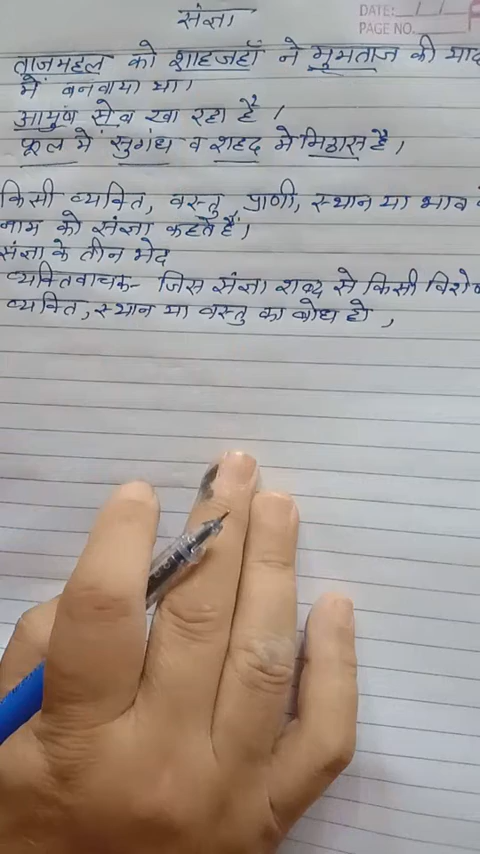 संज्ञा
DATE: / /
PAGE NO.
ताजमहल को शाहजहाँ ने मुमताज की याद
में बनवाया था।
आयुष सेव खा रहा है।
फूल में सुगंध व शहद में मिठास है।
किसी व्यक्ति, वस्तु, प्राणी, स्थान या भाव के
नाम को संज्ञा कहते हैं।
संज्ञा के तीन भेद
व्यक्तिवाचक- जिस संज्ञा शब्द से किसी विशेष
व्यक्ति, स्थान या वस्तु का बोध हो,